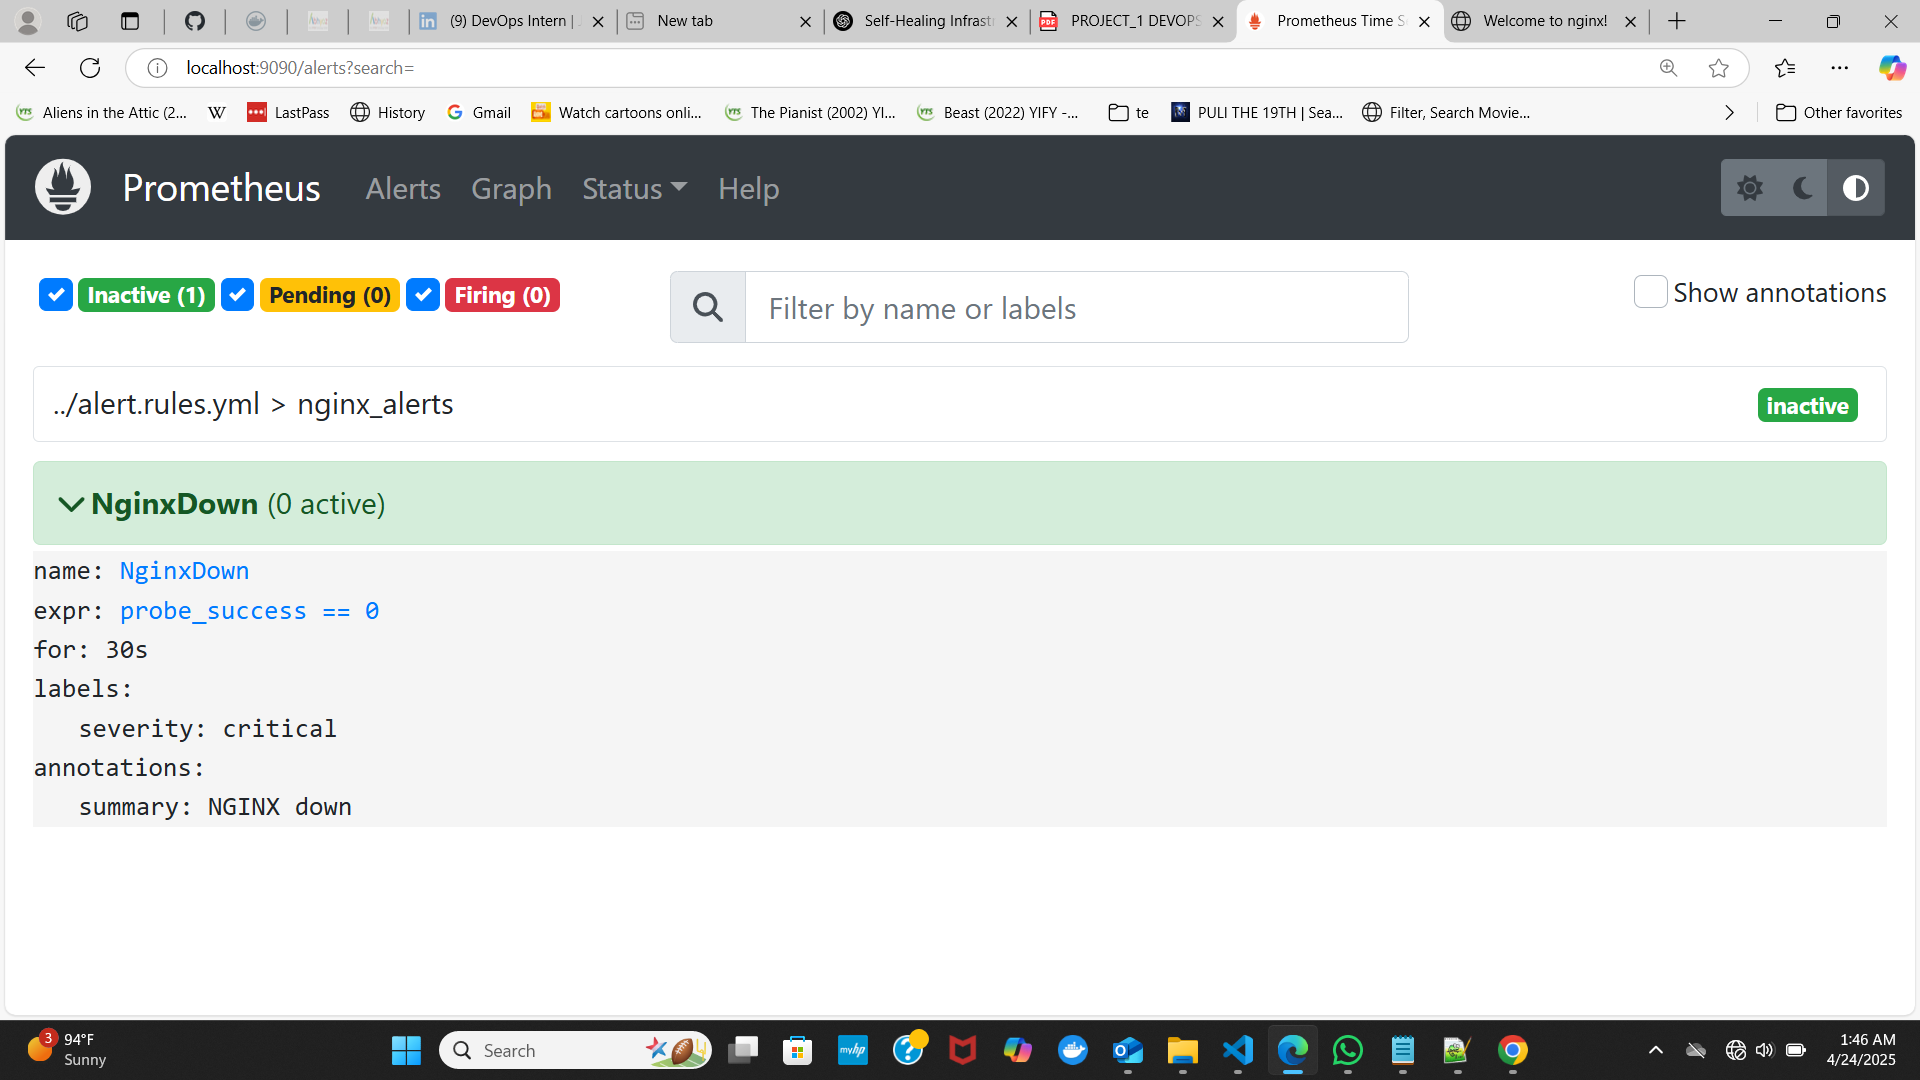 (9) DevOps Intern |
New tab
Self-Healing Infrastr
PROJECT_1 DEVOPS
Prometheus Time S
Welcome to nginx!
localhost:9090/alerts?search=
Aliens in the Attic (2...
W
LastPass
History
Gmail
Watch cartoons onli...
The Pianist (2002) YI...
Beast (2022) YIFY -...
te
PULI THE 19TH | Sea...
Filter, Search Movie...
Other favorites
Prometheus
Alerts
Graph
Status
Help
Inactive (1)
Pending (0)
Firing (0)
Filter by name or labels
Show annotations
../alert.rules.yml > nginx_alerts
inactive
NginxDown (0 active)
name: NginxDown
expr: probe_success == 0
for: 30s
labels:
severity: critical
annotations:
summary: NGINX down
3
94°F
Sunny
Search
myhp
1:46 AM
4/24/2025